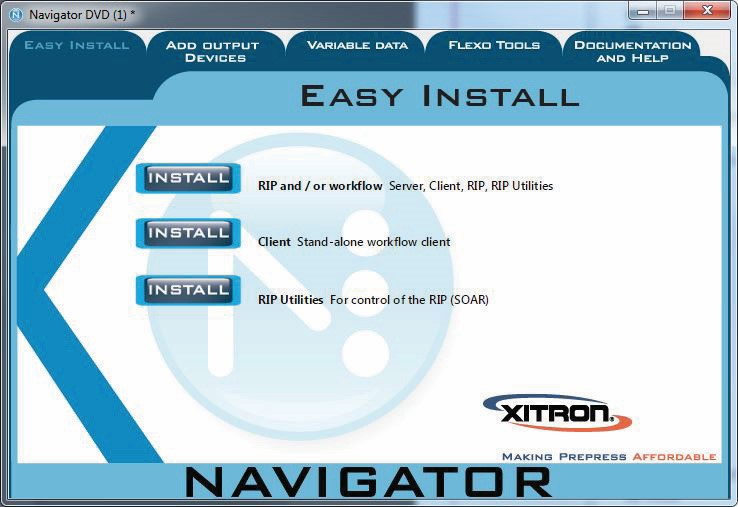 Navigator DVD (1) *
EASY INSTALL
ADD OUTPUT
DEVICES
VARIABLE DATA
FLEXO TOOLS
DOCUMENTATION
AND HELP
EASY INSTALL
INSTALL
RIP and / or workflow Server, Client, RIP, RIP Utilities
INSTALL
Client Stand-alone workflow client
INSTALL
RIP Utilities For control of the RIP (SOAR)
XITRON®
MAKING PREPRESS AFFORDABLE
NAVIGATOR